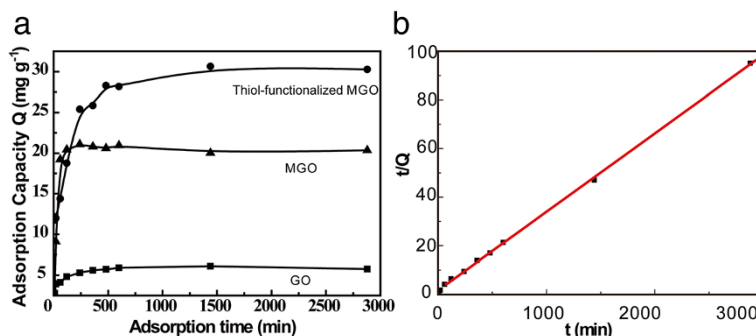 a
Adsorption Capacity Q (mg g⁻¹)
30
25
20
15
10
5
Thiol-functionalized MGO
MGO
GO
0 500 1000 1500 2000 2500 3000
Adsorption time (min)
b
t/Q
100
80
60
40
20
0
0 1000 2000 3000
t (min)